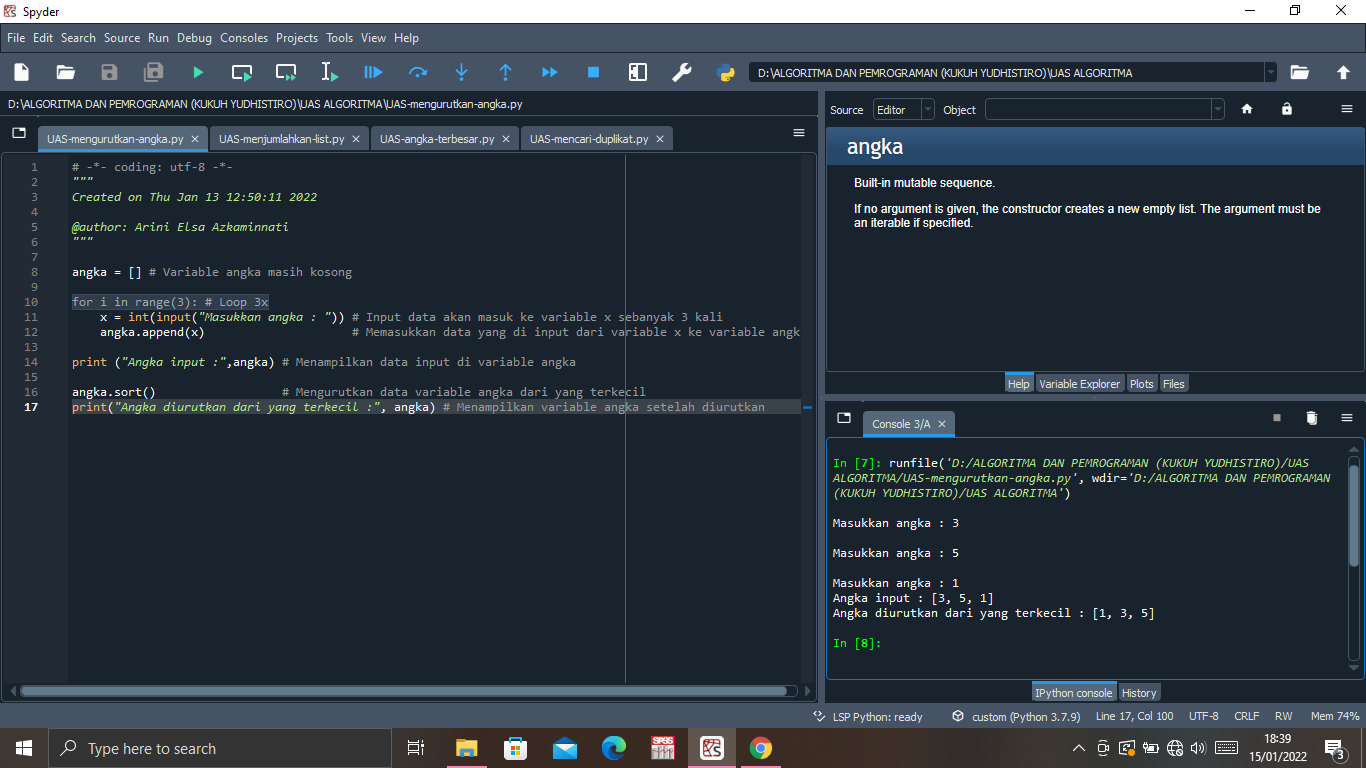 Spyder
File Edit Search Source Run Debug Consoles Projects Tools View Help
D:\ALGORITMA DAN PEMROGRAMAN (KUKUH YUDHISTIRO)\UAS ALGORITMA
D:\ALGORITMA DAN PEMROGRAMAN (KUKUH YUDHISTIRO)\UAS ALGORITMA\UAS-mengurutkan-angka.py
UAS-mengurutkan-angka.py UAS-menjumlahkan-list.py UAS-angka-terbesar.py UAS-mencari-duplikat.py
1 # -*- coding: utf-8 -*-
2 """
3 Created on Thu Jan 13 12:50:11 2022
4
5 @author: Arini Elsa Azkaminnati
6 """
7
8 angka = [] # Variable angka masih kosong
9
10 for i in range(3): # Loop 3x
11     x = int(input("Masukkan angka : ")) # Input data akan masuk ke variable x sebanyak 3 kali
12     angka.append(x)                     # Memasukkan data yang di input dari variable x ke variable angk
13
14 print ("Angka input :",angka) # Menampilkan data input di variable angka
15
16 angka.sort()                  # Mengurutkan data variable angka dari yang terkecil
17 print("Angka diurutkan dari yang terkecil :", angka) # Menampilkan variable angka setelah diurutkan
Source Editor Object
angka
Built-in mutable sequence.
If no argument is given, the constructor creates a new empty list. The argument must be
an iterable if specified.
Help Variable Explorer Plots Files
Console 3/A
In [7]: runfile('D:/ALGORITMA DAN PEMROGRAMAN (KUKUH YUDHISTIRO)/UAS
ALGORITMA/UAS-mengurutkan-angka.py', wdir='D:/ALGORITMA DAN PEMROGRAMAN
(KUKUH YUDHISTIRO)/UAS ALGORITMA')
Masukkan angka : 3
Masukkan angka : 5
Masukkan angka : 1
Angka input : [3, 5, 1]
Angka diurutkan dari yang terkecil : [1, 3, 5]
In [8]:
IPython console History
LSP Python: ready custom (Python 3.7.9) Line 17, Col 100 UTF-8 CRLF RW Mem 74%
Type here to search
SPSS
18:39
15/01/2022
3